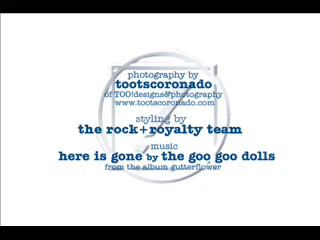 photography by
tootscoronado
of TOO!designs&photography
www.tootscoronado.com
styling by
the rock+royalty team
music
here is gone by the goo goo dolls
from the album gutterflower